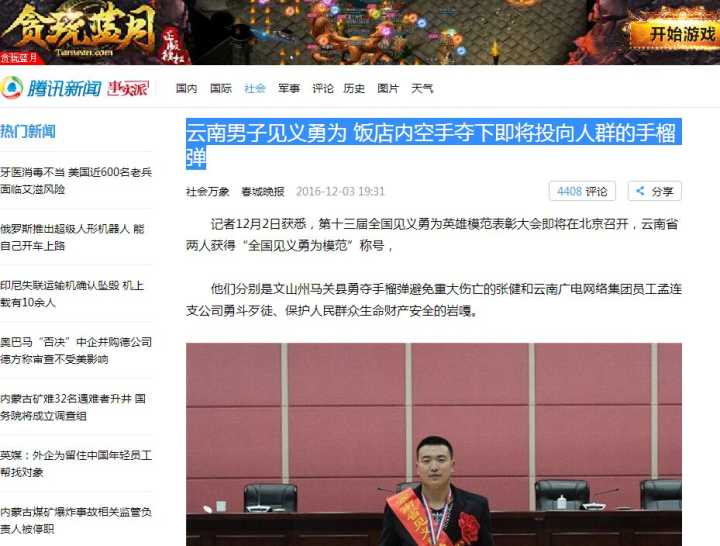 贪玩蓝月
Tanwan.com
正版授权
贪玩蓝月
开始游戏
腾讯新闻 事实派 国内 国际 社会 军事 评论 历史 图片 天气
热门新闻
牙医消毒不当 美国近600名老兵
面临艾滋风险
俄罗斯推出超级人形机器人 能
自己开车上路
印尼失联运输机确认坠毁 机上
载有10余人
奥巴马“否决”中企并购德公司
德方称审查不受美影响
内蒙古矿难32名遇难者升井 国
务院将成立调查组
英媒：外企为留住中国年轻员工
帮找对象
内蒙古煤矿爆炸事故相关监管负
责人被停职
云南男子见义勇为 饭店内空手夺下即将投向人群的手榴
弹
社会万象 春城晚报 2016-12-03 19:31 4408 评论 分享
记者12月2日获悉，第十三届全国见义勇为英雄模范表彰大会即将在北京召开，云南省
两人获得“全国见义勇为模范”称号，
他们分别是文山州马关县勇夺手榴弹避免重大伤亡的张健和云南广电网络集团员工孟连
支公司勇斗歹徒、保护人民群众生命财产安全的岩嘎。